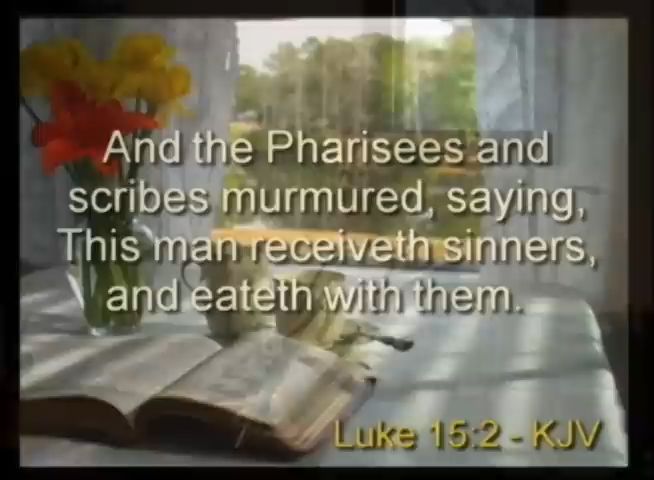 And the Pharisees and
scribes murmured, saying,
This man receiveth sinners,
and eateth with them.
Luke 15:2 - KJV